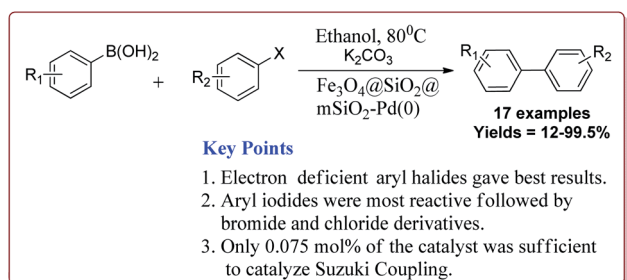 B(OH)₂
R₁
+
X
R₂
Ethanol, 80⁰C
K₂CO₃
Fe₃O₄@SiO₂@
mSiO₂-Pd(0)
R₁
R₂
17 examples
Yields = 12-99.5%
Key Points
1. Electron deficient aryl halides gave best results.
2. Aryl iodides were most reactive followed by
bromide and chloride derivatives.
3. Only 0.075 mol% of the catalyst was sufficient
to catalyze Suzuki Coupling.